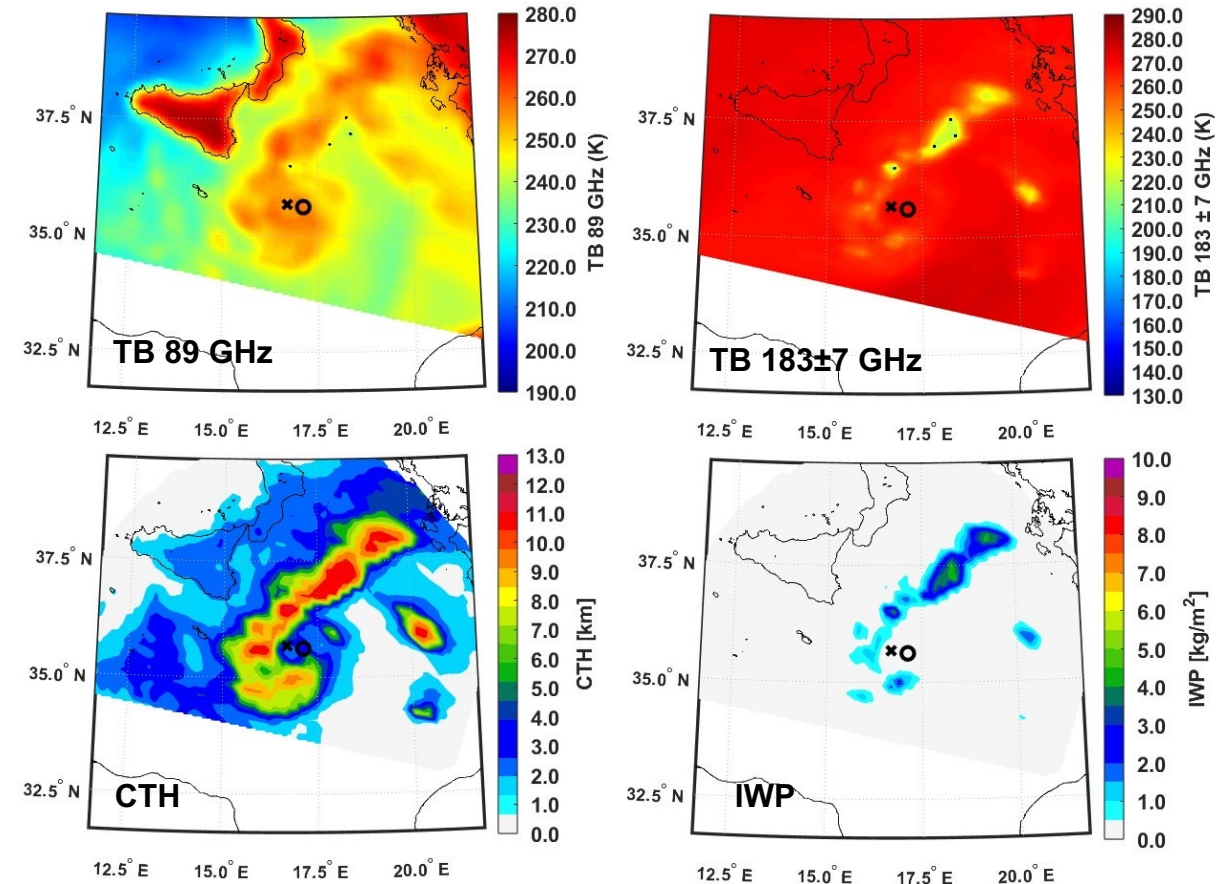 280.0
270.0
260.0
250.0
240.0
230.0
220.0
210.0
200.0
190.0
TB 89 GHz (K)
37.5° N
35.0° N
32.5° N
TB 89 GHz
12.5° E
15.0° E
17.5° E
20.0° E
290.0
280.0
270.0
260.0
250.0
240.0
230.0
220.0
210.0
200.0
190.0
180.0
170.0
160.0
150.0
140.0
130.0
TB 183 ± 7 GHz (K)
37.5° N
35.0° N
32.5° N
TB 183±7 GHz
12.5° E
15.0° E
17.5° E
20.0° E
13.0
12.0
11.0
10.0
9.0
8.0
7.0
6.0
5.0
4.0
3.0
2.0
1.0
0.0
CTH [km]
37.5° N
35.0° N
32.5° N
CTH
12.5° E
15.0° E
17.5° E
20.0° E
10.0
9.0
8.0
7.0
6.0
5.0
4.0
3.0
2.0
1.0
0.0
IWP [kg/m²]
37.5° N
35.0° N
32.5° N
IWP
12.5° E
15.0° E
17.5° E
20.0° E